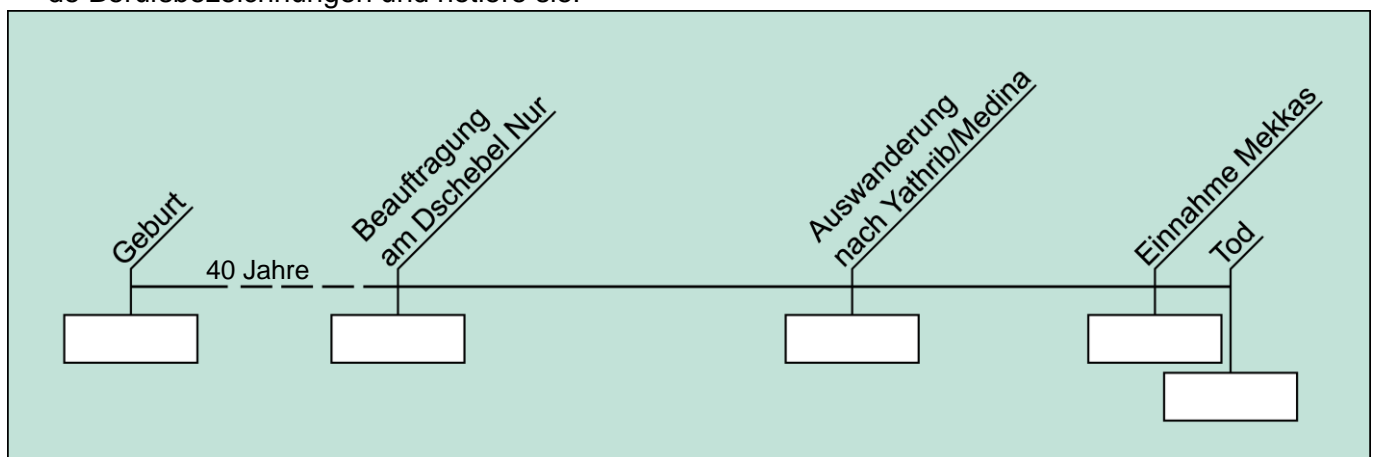 Geburt
40 Jahre
Beauftragung
am Dschebel Nur
Auswanderung
nach Yathrib/Medina
Einnahme Mekkas
Tod